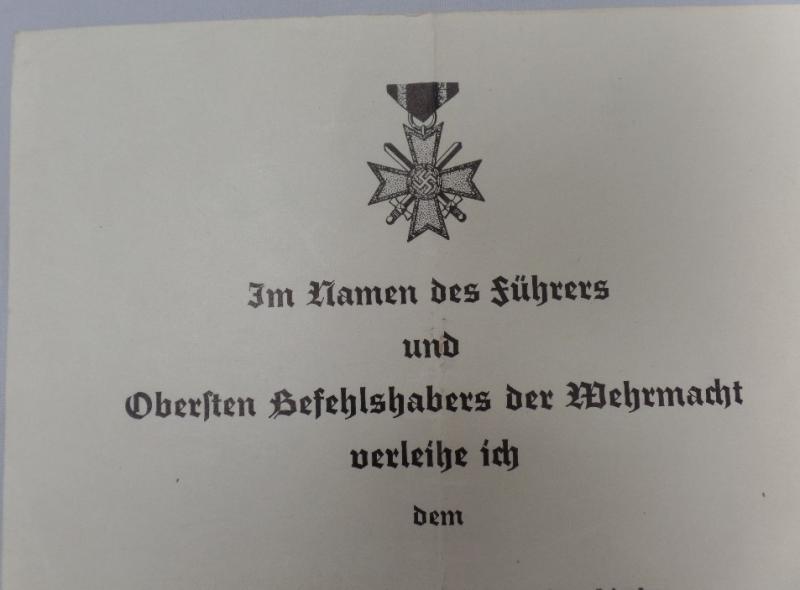 Im Namen des Führers
und
Oberſten Befehlshabers der Wehrmacht
verleihe ich
dem